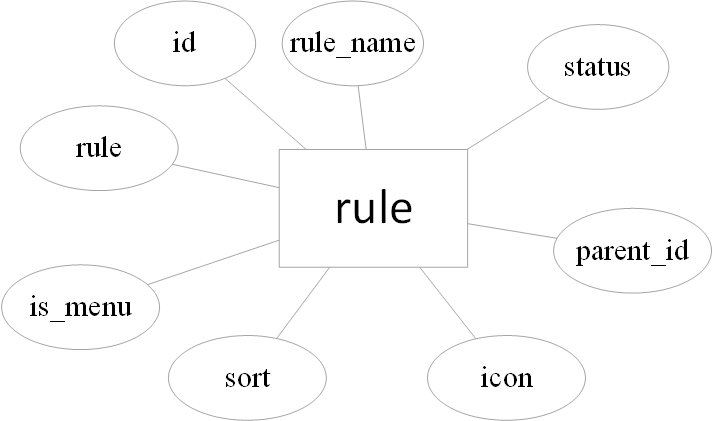 id
rule_name
status
rule
rule
parent_id
is_menu
sort
icon